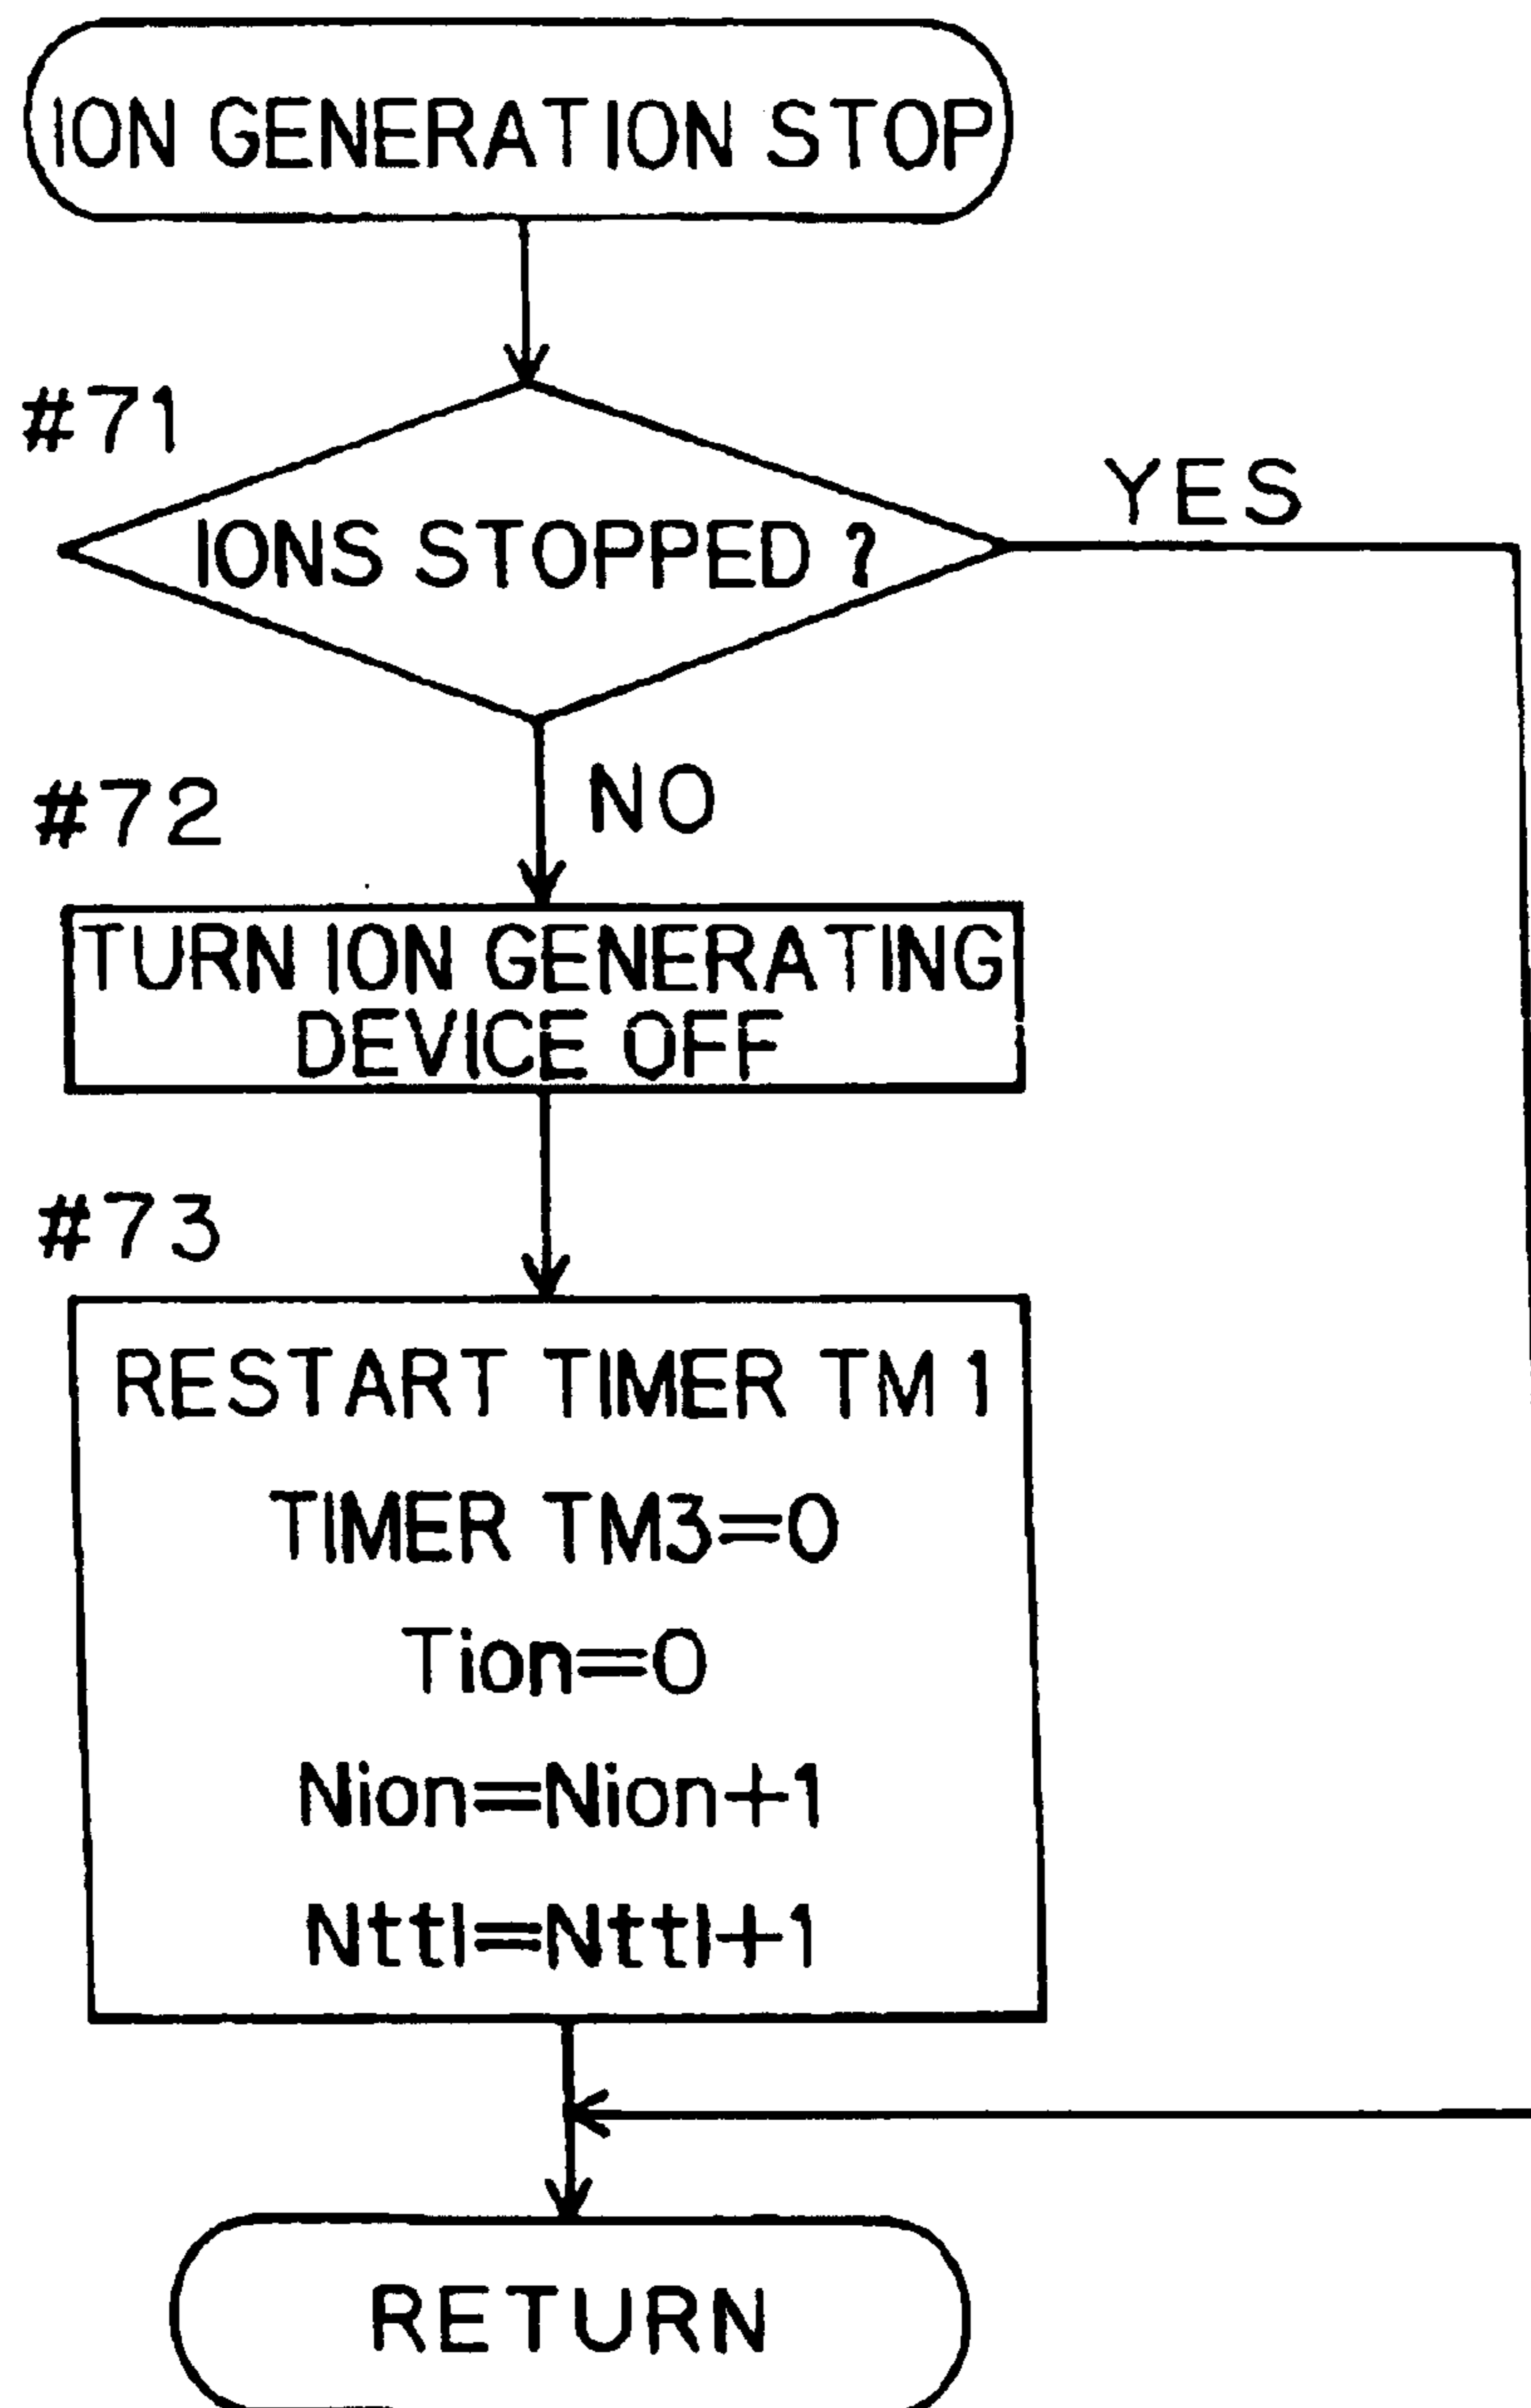 ION GENERATION STOP
#71
YES
IONS STOPPED ?
NO
#72
TURN ION GENERATING
DEVICE OFF
#73
RESTART TIMER TM 1
TIMER TM3=0
Tion=0
Nion=Nion+1
Nttl=Nttl+1
RETURN